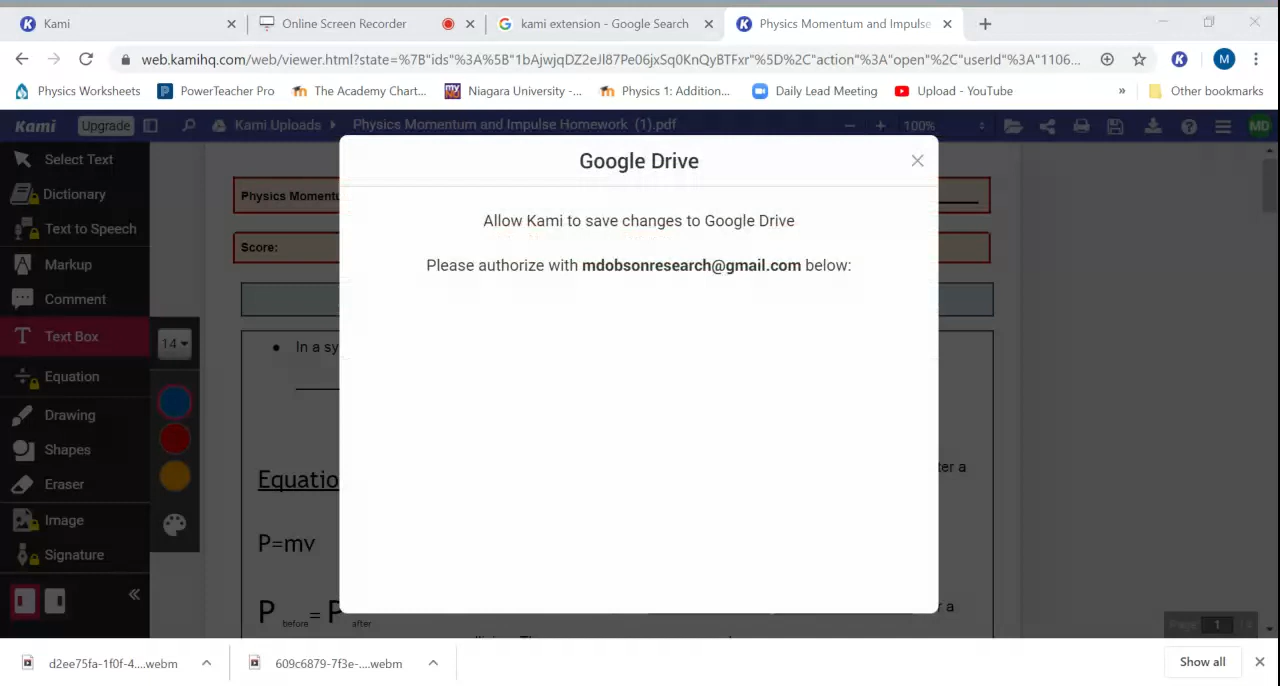 Kami
Online Screen Recorder
kami extension - Google Search
Physics Momentum and Impulse
web.kamihq.com/web/viewer.html?state=%7B"ids"%3A%5B"1bAjwjqDZ2eJl87Pe06jxSq0KnQyBTFxr"%5D%2C"action"%3A"open"%2C"userId"%3A"1106...
M
Physics Worksheets
PowerTeacher Pro
The Academy Chart...
Niagara University -...
Physics 1: Addition...
Daily Lead Meeting
Upload - YouTube
»
Other bookmarks
Kami
Upgrade
Kami Uploads
Physics Momentum and Impulse Homework (1).pdf
100%
MD
Google Drive
Allow Kami to save changes to Google Drive
Please authorize with mdobsonresearch@gmail.com below:
Select Text
Dictionary
Text to Speech
Markup
Comment
Text Box
14
Equation
Drawing
Shapes
Eraser
Image
Signature
Physics Momentu
Score:
In a sy
ter a
Equatio
P=mv
P before = P after
r a
Page 1
d2ee75fa-1f0f-4....webm
609c6879-7f3e-....webm
Show all